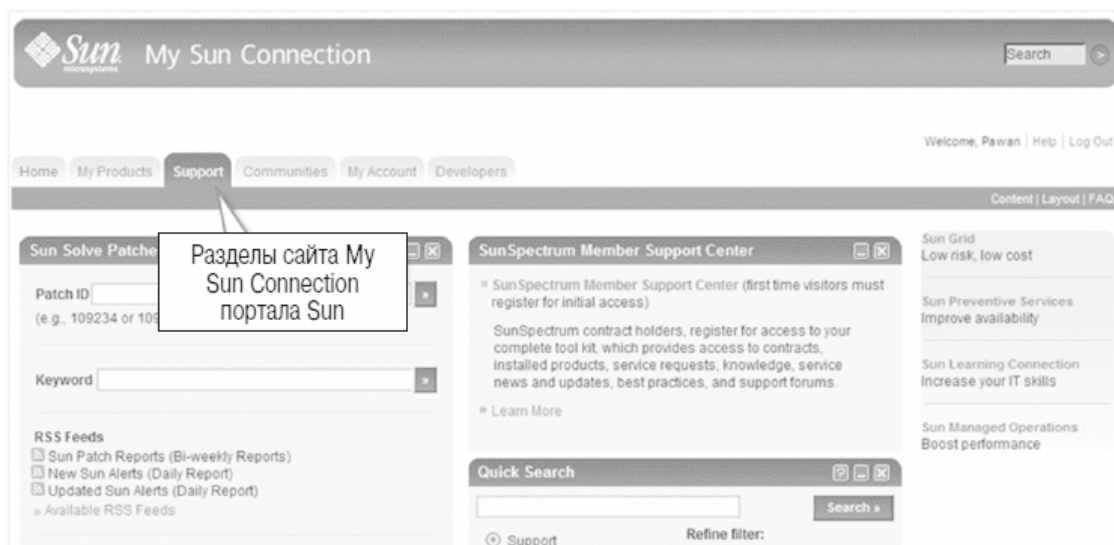 Sun
microsystems
My Sun Connection
Search
Welcome, Pawan | Help | Log Out
Home
My Products
Support
Communities
My Account
Developers
Content | Layout | FAQ
Разделы сайта My
Sun Connection
портала Sun
Sun Solve Patche
Patch ID
(e.g., 109234 or 109
Keyword
RSS Feeds
Sun Patch Reports (Bi-weekly Reports)
New Sun Alerts (Daily Report)
Updated Sun Alerts (Daily Report)
» Available RSS Feeds
SunSpectrum Member Support Center
» SunSpectrum Member Support Center (first time visitors must
register for initial access)
SunSpectrum contract holders, register for access to your
complete tool kit, which provides access to contracts,
installed products, service requests, knowledge, service
news and updates, best practices, and support forums.
» Learn More
Quick Search
Search »
Support
Refine filter:
Sun Grid
Low risk, low cost
Sun Preventive Services
Improve availability
Sun Learning Connection
Increase your IT skills
Sun Managed Operations
Boost performance